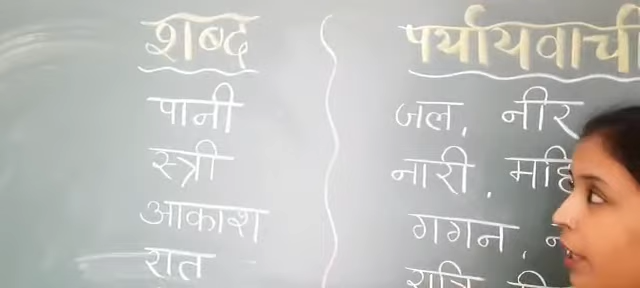 शब्द पर्यायवाची
पानी जल, नीर
स्त्री नारी,
आकाश गगन,
रात रात्रि